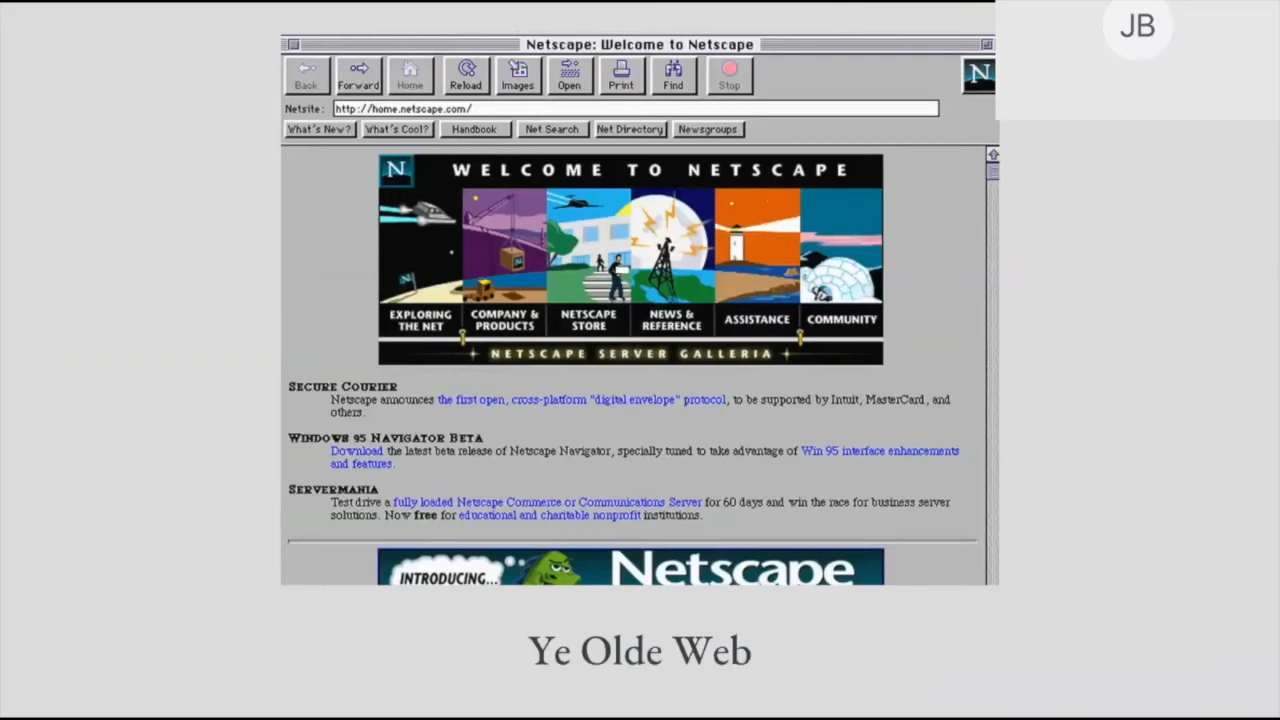 JB
Netscape: Welcome to Netscape
Back Forward Home Reload Images Open Print Find Stop
N
Netsite: http://home.netscape.com/
What's New? What's Cool? Handbook Net Search Net Directory Newsgroups
N WELCOME TO NETSCAPE
N
N
EXPLORING THE NET
COMPANY & PRODUCTS
NETSCAPE STORE
NEWS & REFERENCE
ASSISTANCE
COMMUNITY
NETSCAPE SERVER GALLERIA
SECURE COURIER
Netscape announces the first open, cross-platform "digital envelope" protocol, to be supported by Intuit, MasterCard, and
others.
WINDOWS 95 NAVIGATOR BETA
Download the latest beta release of Netscape Navigator, specially tuned to take advantage of Win 95 interface enhancements
and features.
SERVERMANIA
Test drive a fully loaded Netscape Commerce or Communications Server for 60 days and win the race for business server
solutions. Now free for educational and charitable nonprofit institutions.
INTRODUCING... Netscape
Ye Olde Web